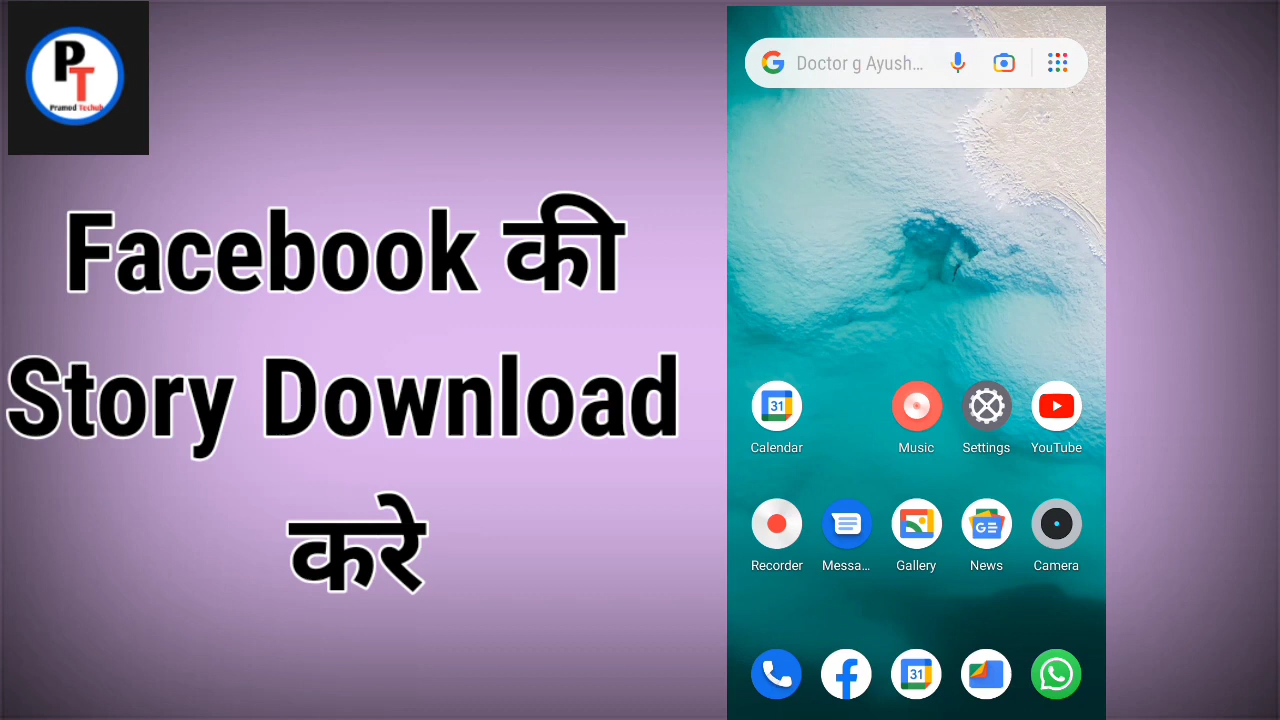 PT
Pramod Techub
Facebook की
Story Download
करे
Doctor g Ayush...
31
Calendar
Music
Settings
YouTube
Recorder
Messa...
Gallery
News
Camera
31